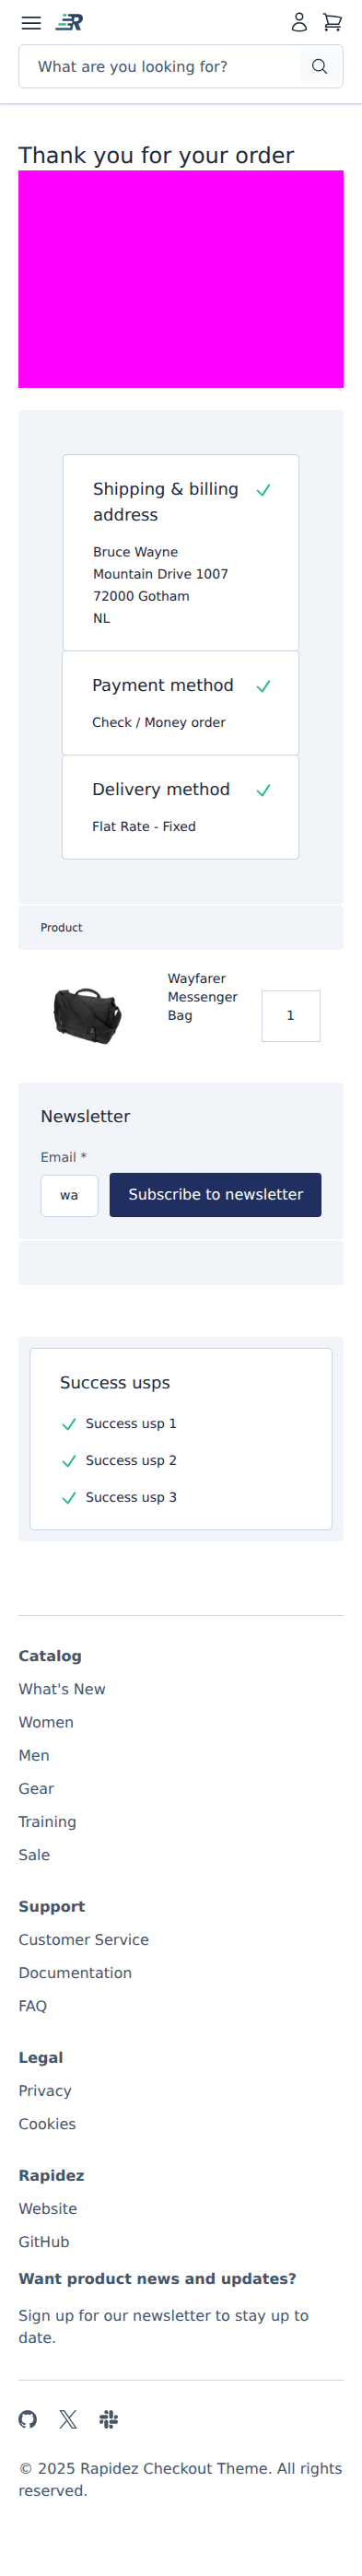 What are you looking for?
Thank you for your order
Shipping & billing
address
Bruce Wayne
Mountain Drive 1007
72000 Gotham
NL
Payment method
Check / Money order
Delivery method
Flat Rate - Fixed
Product
Wayfarer
Messenger
Bag
1
Newsletter
Email *
wa
Subscribe to newsletter
Success usps
Success usp 1
Success usp 2
Success usp 3
Catalog
What's New
Women
Men
Gear
Training
Sale
Support
Customer Service
Documentation
FAQ
Legal
Privacy
Cookies
Rapidez
Website
GitHub
Want product news and updates?
Sign up for our newsletter to stay up to
date.
© 2025 Rapidez Checkout Theme. All rights
reserved.